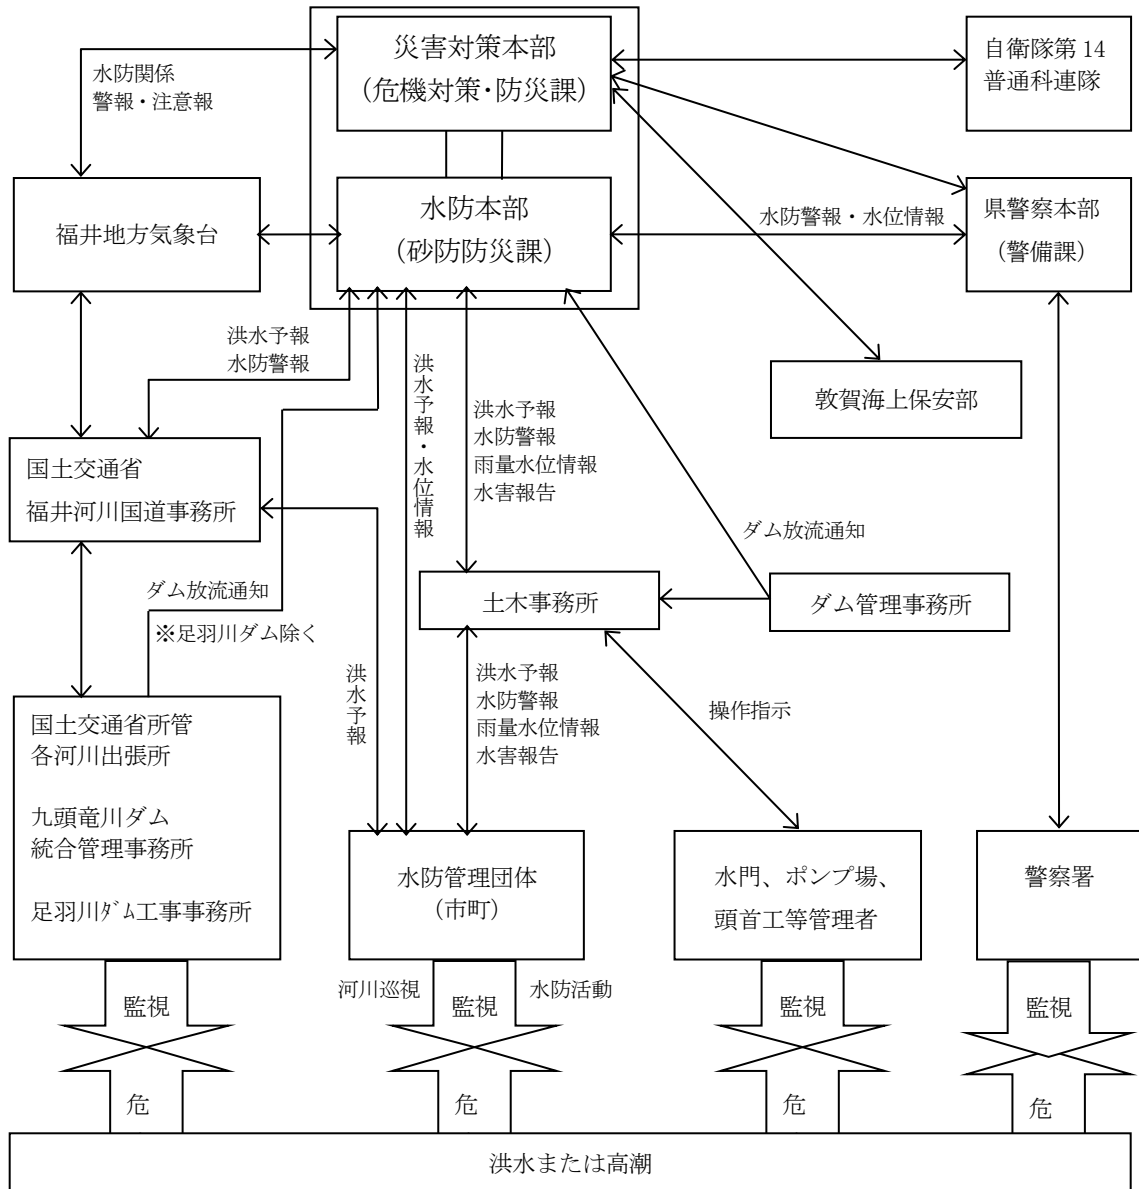 災害対策本部
（危機対策・防災課）
自衛隊第 14
普通科連隊
水防関係
警報・注意報
福井地方気象台
水防本部
（砂防防災課）
水防警報・水位情報
県警察本部
（警備課）
洪水予報
水防警報
洪水予報・水位情報
洪水予報
水防警報
雨量水位情報
水害報告
敦賀海上保安部
国土交通省
福井河川国道事務所
ダム放流通知
※足羽川ダム除く
ダム放流通知
土木事務所
ダム管理事務所
洪水予報
洪水予報
水防警報
雨量水位情報
水害報告
操作指示
国土交通省所管
各河川出張所
九頭竜川ダム
統合管理事務所
足羽川ﾀﾞﾑ工事事務所
水防管理団体
（市町）
水門、ポンプ場、
頭首工等管理者
警察署
監視
河川巡視
監視
水防活動
監視
監視
危
危
危
危
洪水または高潮